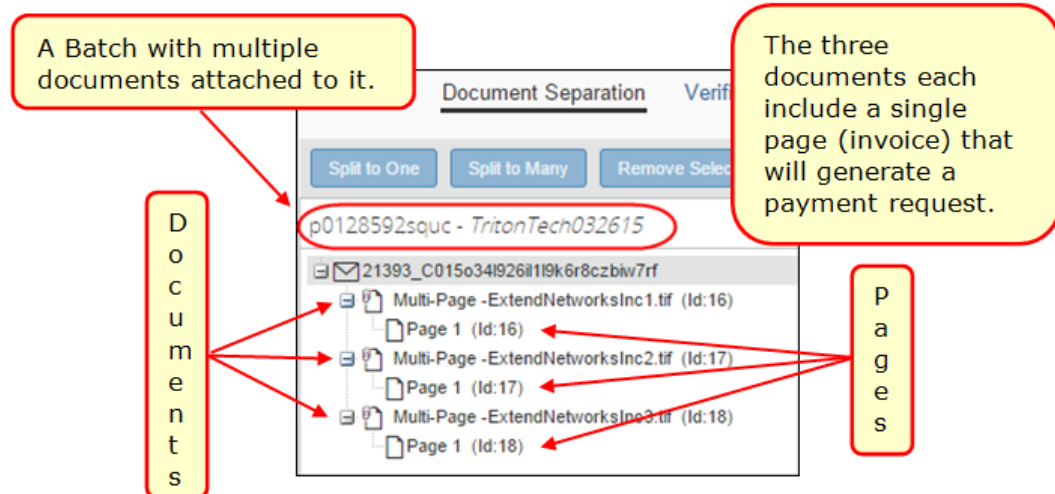 A Batch with multiple
documents attached to it.
The three
documents each
include a single
page (invoice) that
will generate a
payment request.
Document Separation Verifi
Split to One Split to Many Remove Selec
p0128592squc - TritonTech032615
Multi-Page -ExtendNetworksInc1.tif (Id:16)
Page 1 (Id:16)
Multi-Page -ExtendNetworksInc2.tif (Id:17)
Page 1 (Id:17)
Multi-Page -ExtendNetworksInc3.tif (Id:18)
Page 1 (Id:18)
Documents
Pages